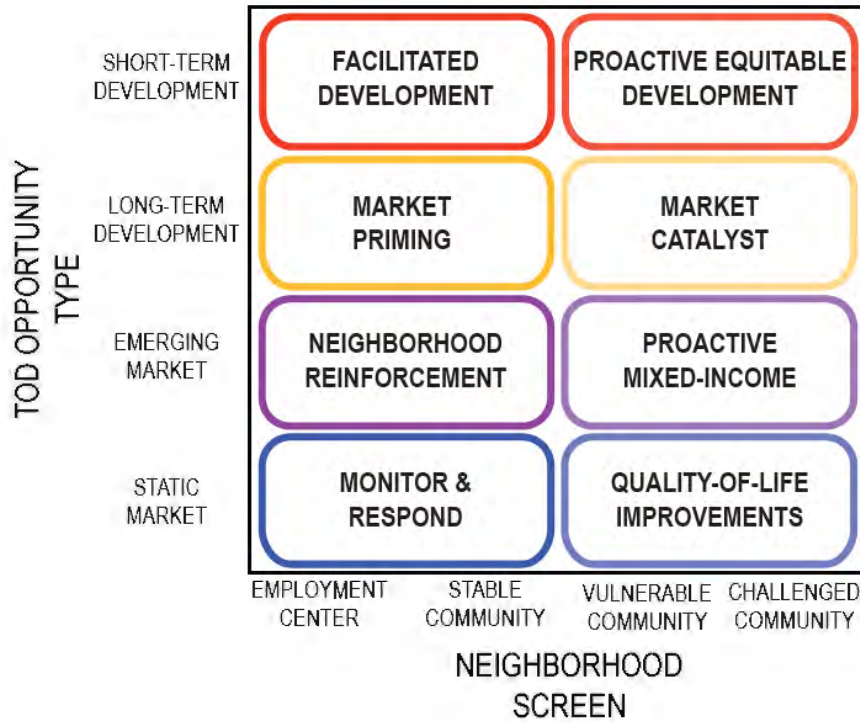 SHORT-TERM
DEVELOPMENT
FACILITATED
DEVELOPMENT
PROACTIVE EQUITABLE
DEVELOPMENT
TOD OPPORTUNITY
TYPE
LONG-TERM
DEVELOPMENT
MARKET
PRIMING
MARKET
CATALYST
EMERGING
MARKET
NEIGHBORHOOD
REINFORCEMENT
PROACTIVE
MIXED-INCOME
STATIC
MARKET
MONITOR &
RESPOND
QUALITY-OF-LIFE
IMPROVEMENTS
EMPLOYMENT
CENTER
STABLE
COMMUNITY
VULNERABLE
COMMUNITY
CHALLENGED
COMMUNITY
NEIGHBORHOOD
SCREEN